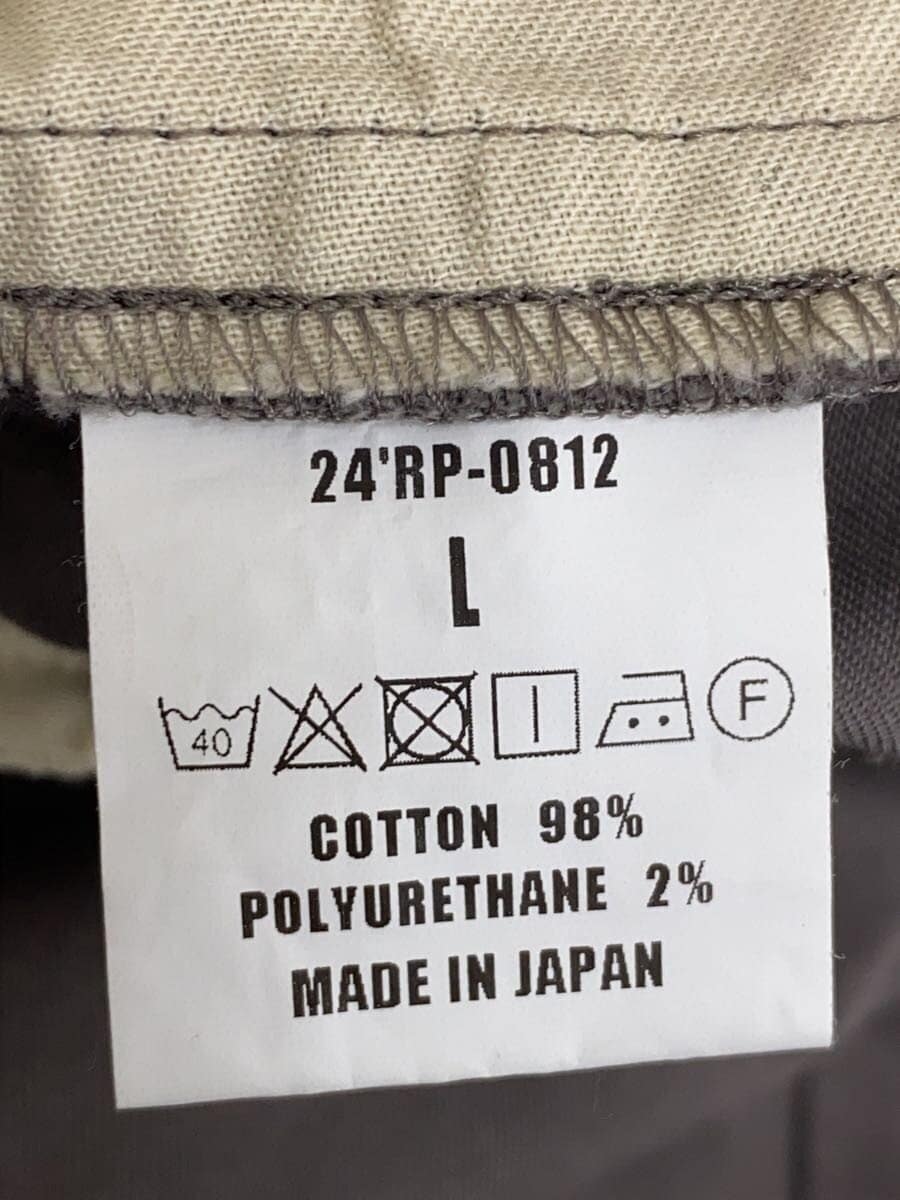 24'RP-0812
L
40 F
COTTON 98%
POLYURETHANE 2%
MADE IN JAPAN